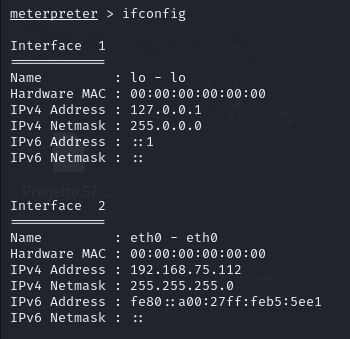 meterpreter > ifconfig
Interface  1
============
Name         : lo - lo
Hardware MAC : 00:00:00:00:00:00
IPv4 Address : 127.0.0.1
IPv4 Netmask : 255.0.0.0
IPv6 Address : ::1
IPv6 Netmask : ::
Progetto S7...
Interface  2
============
Name         : eth0 - eth0
Hardware MAC : 00:00:00:00:00:00
IPv4 Address : 192.168.75.112
IPv4 Netmask : 255.255.255.0
IPv6 Address : fe80::a00:27ff:feb5:5ee1
IPv6 Netmask : ::